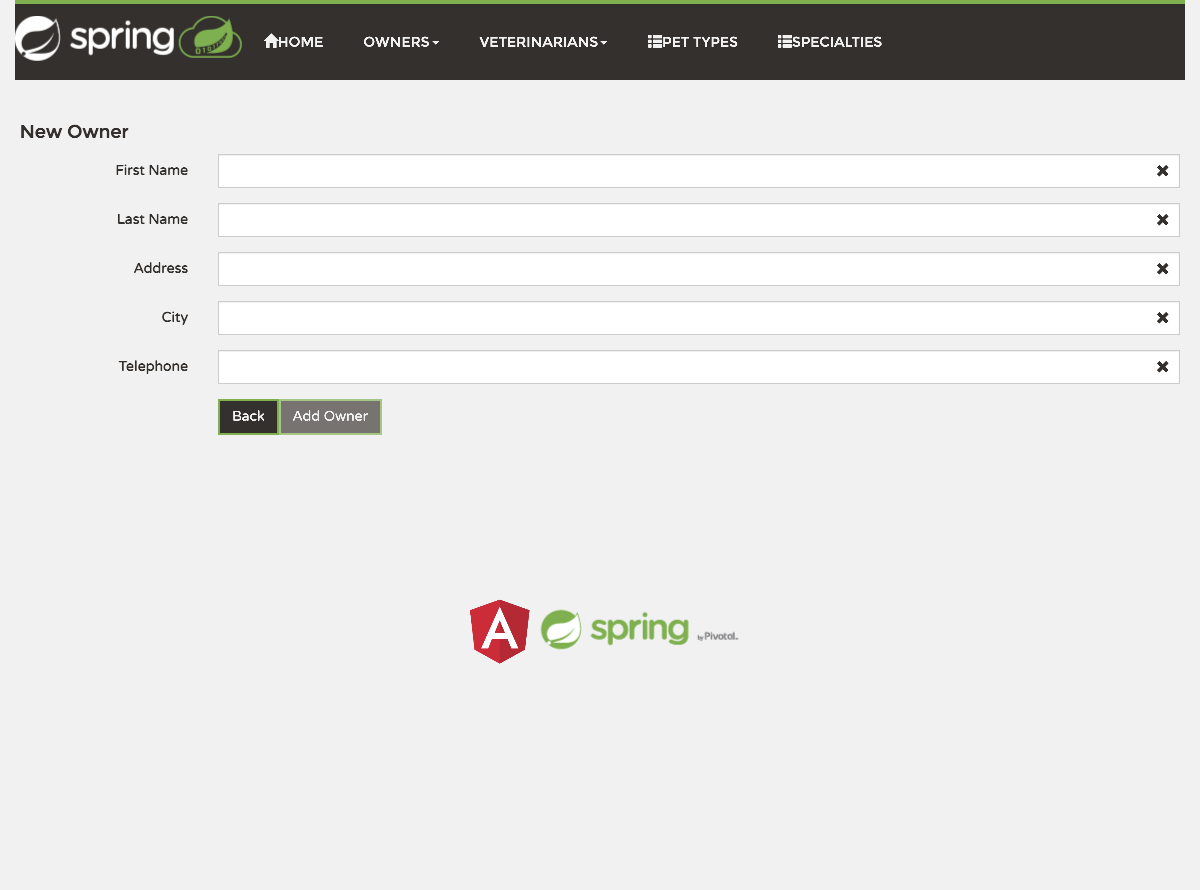 spring HOME OWNERS VETERINARIANS PET TYPES SPECIALTIES
New Owner
First Name
Last Name
Address
City
Telephone
Back Add Owner
A spring by Pivotal